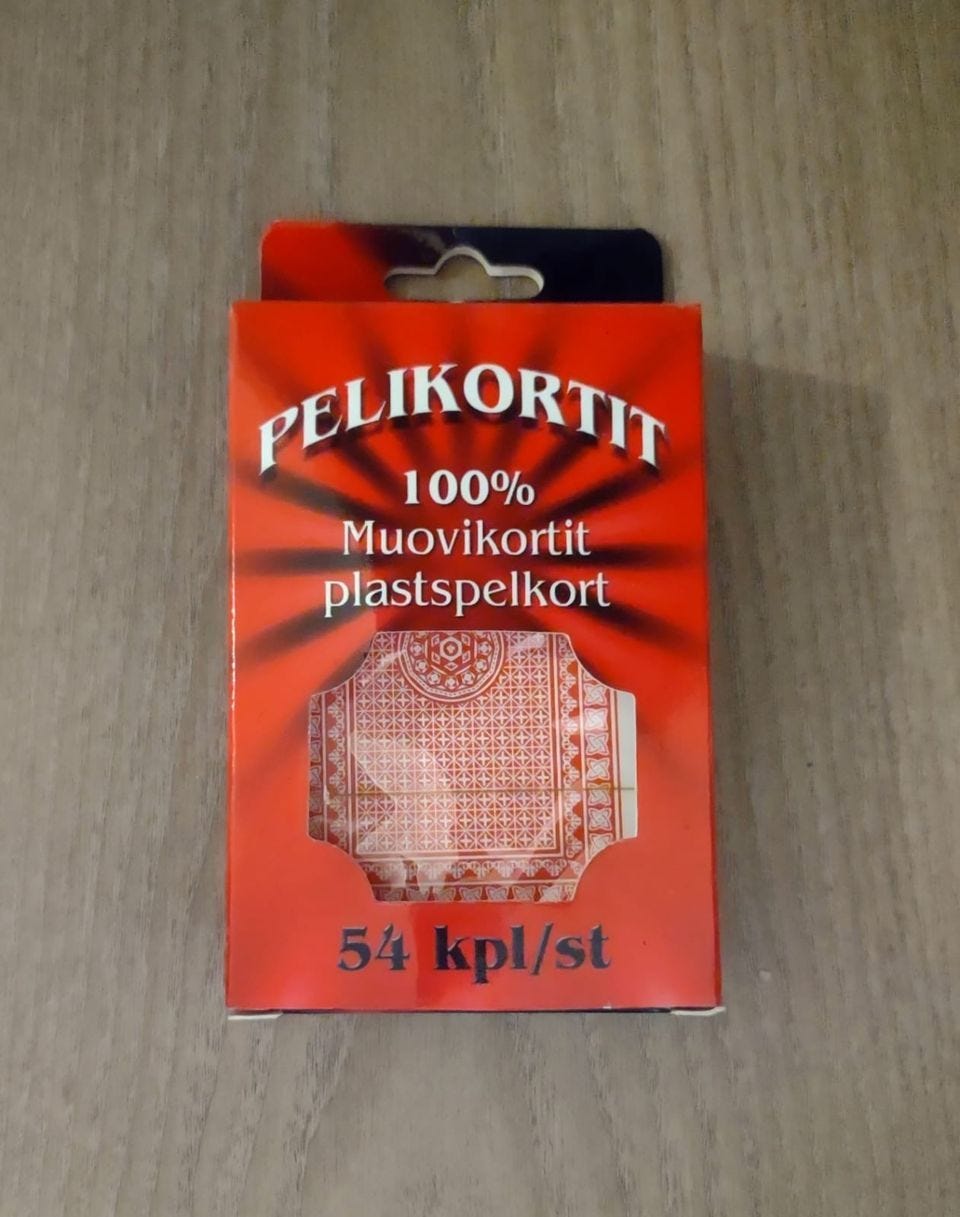 PELIKORTIT
100%
Muovikortit
plastspelkort
54 kpl/st